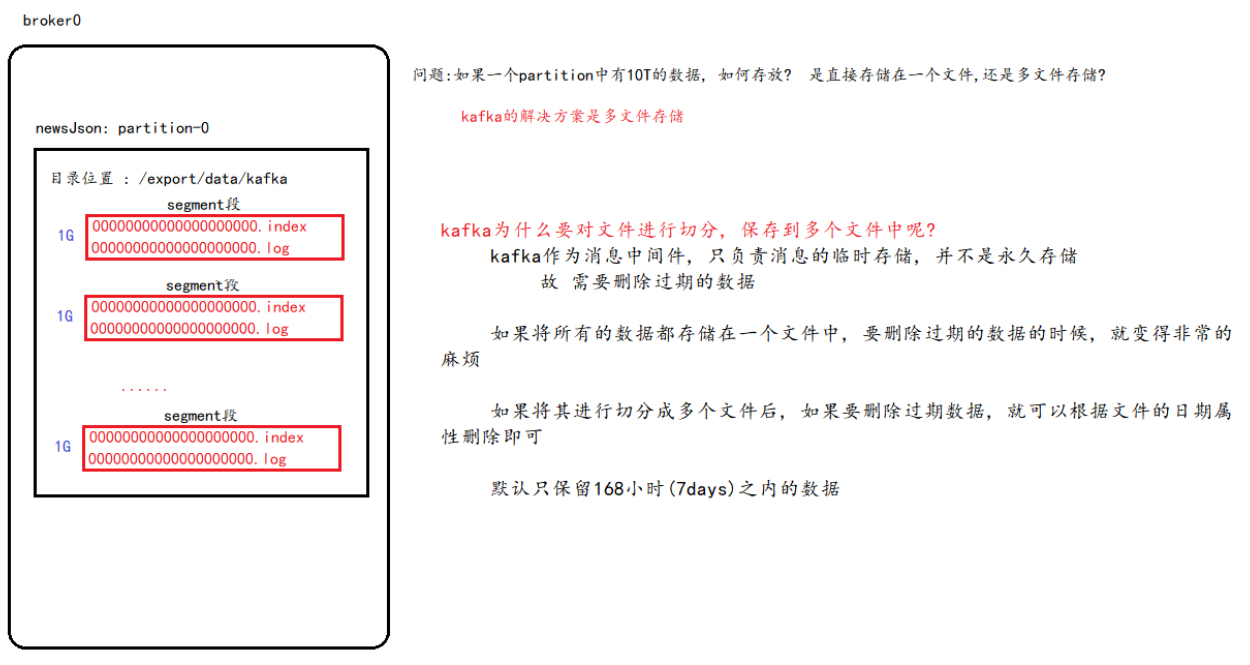 broker0
newsJson: partition-0
目录位置 : /export/data/kafka
segment段
1G
00000000000000000000.index
00000000000000000000.log
segment段
1G
00000000000000000000.index
00000000000000000000.log
......
segment段
1G
00000000000000000000.index
00000000000000000000.log
问题:如果一个partition中有10T的数据, 如何存放? 是直接存储在一个文件,还是多文件存储?
kafka的解决方案是多文件存储
kafka为什么要对文件进行切分, 保存到多个文件中呢?
kafka作为消息中间件, 只负责消息的临时存储, 并不是永久存储
故 需要删除过期的数据
如果将所有的数据都存储在一个文件中, 要删除过期的数据的时候, 就变得非常的
麻烦
如果将其进行切分成多个文件后, 如果要删除过期数据, 就可以根据文件的日期属
性删除即可
默认只保留168小时(7days)之内的数据